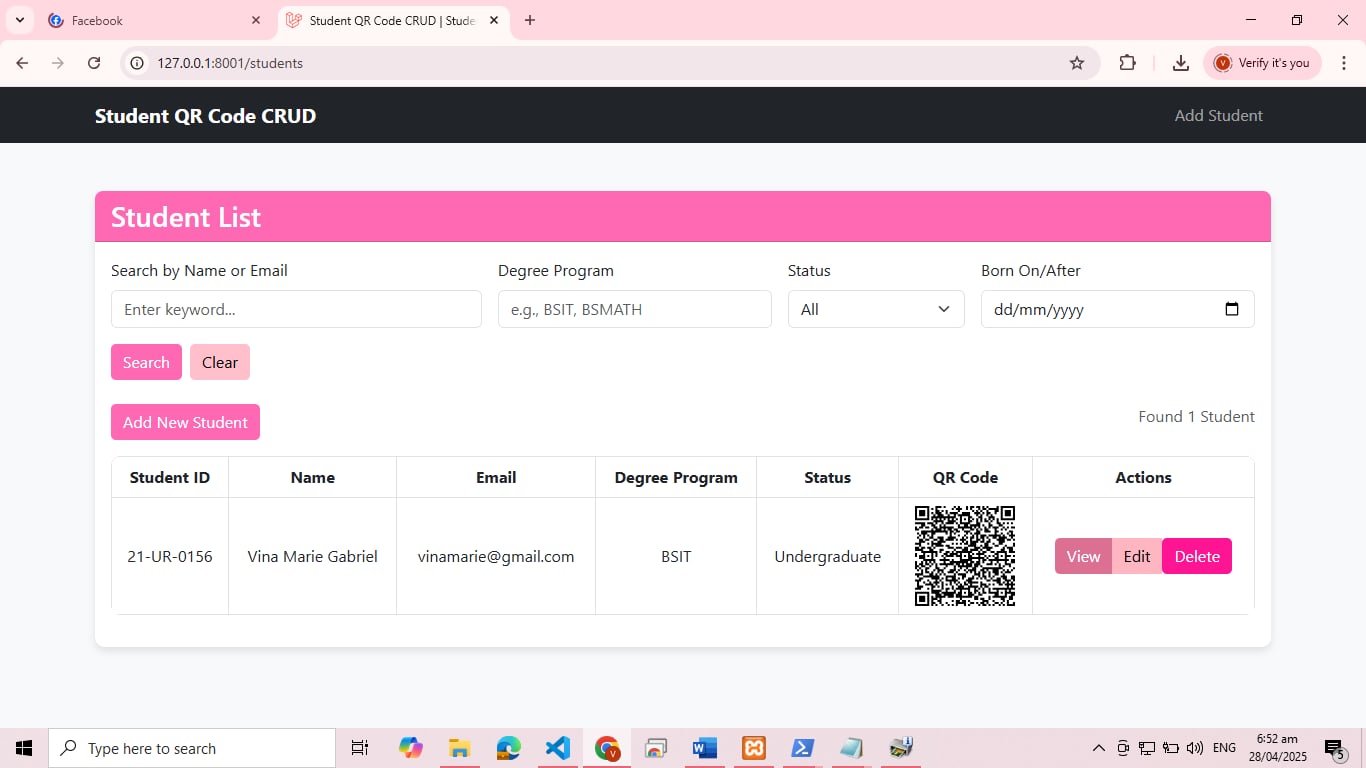 Facebook
Student QR Code CRUD | Stude
127.0.0.1:8001/students
Verify it's you
Student QR Code CRUD
Add Student
Student List
Search by Name or Email
Degree Program
Status
Born On/After
Enter keyword...
e.g., BSIT, BSMATH
All
dd/mm/yyyy
Search
Clear
Add New Student
Found 1 Student
Student ID
Name
Email
Degree Program
Status
QR Code
Actions
21-UR-0156
Vina Marie Gabriel
vinamarie@gmail.com
BSIT
Undergraduate
View
Edit
Delete
Type here to search
ENG
6:52 am
28/04/2025
5